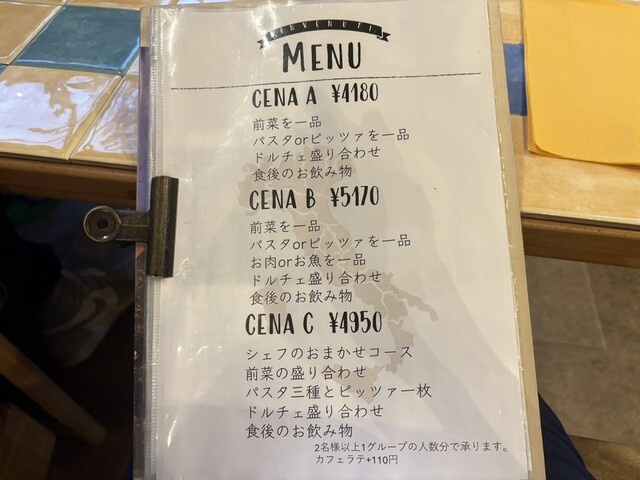 BENVENUTI
MENU
CENA A ¥4180
前菜を一品
パスタorピッツァを一品
ドルチェ盛り合わせ
食後のお飲み物
CENA B ¥5170
前菜を一品
パスタorピッツァを一品
お肉orお魚を一品
ドルチェ盛り合わせ
食後のお飲み物
CENA C ¥4950
シェフのおまかせコース
前菜の盛り合わせ
パスタ三種とピッツァ一枚
ドルチェ盛り合わせ
食後のお飲み物
2名様以上1グループの人数分で承ります。
カフェラテ+110円